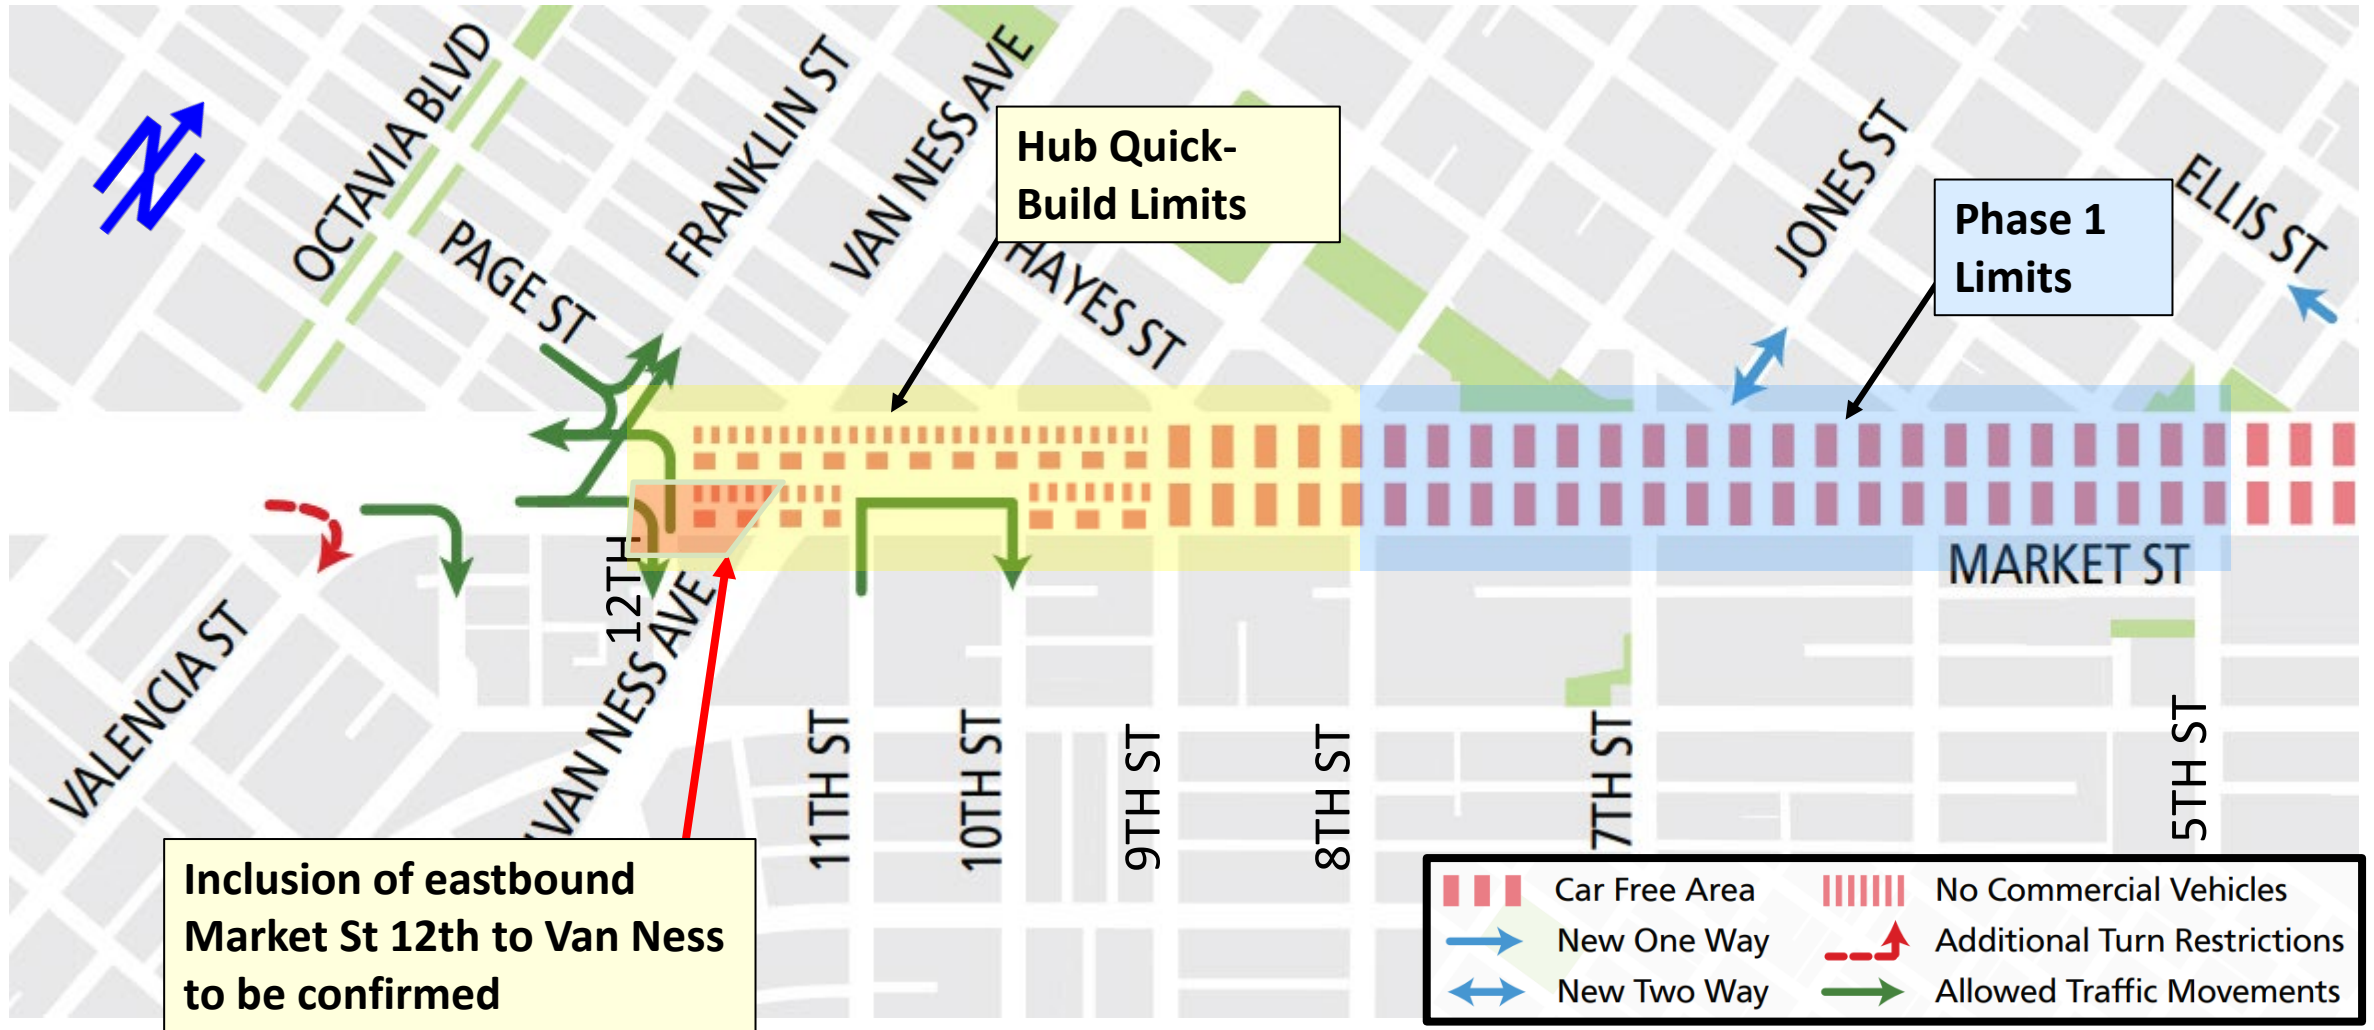 OCTAVIA BLVD
FRANKLIN ST
VAN NESS AVE
Hub Quick-
Build Limits
JONES ST
ELLIS ST
Phase 1
Limits
PAGE ST
HAYES ST
N
12TH
MARKET ST
VALENCIA ST
VAN NESS AVE
11TH ST
10TH ST
9TH ST
8TH ST
7TH ST
5TH ST
Inclusion of eastbound
Market St 12th to Van Ness
to be confirmed
Car Free Area
No Commercial Vehicles
New One Way
Additional Turn Restrictions
New Two Way
Allowed Traffic Movements